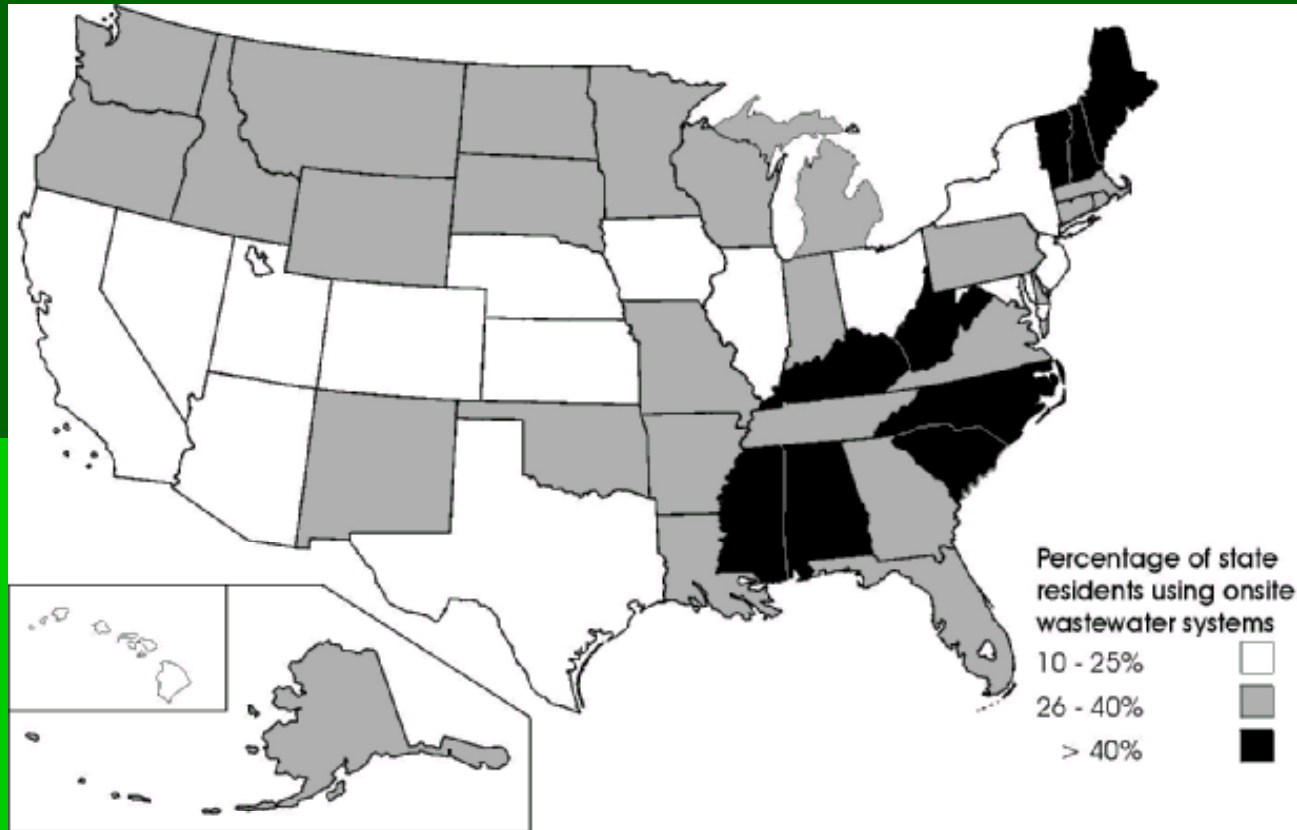 Percentage of state
residents using onsite
wastewater systems
10 - 25%
26 - 40%
> 40%